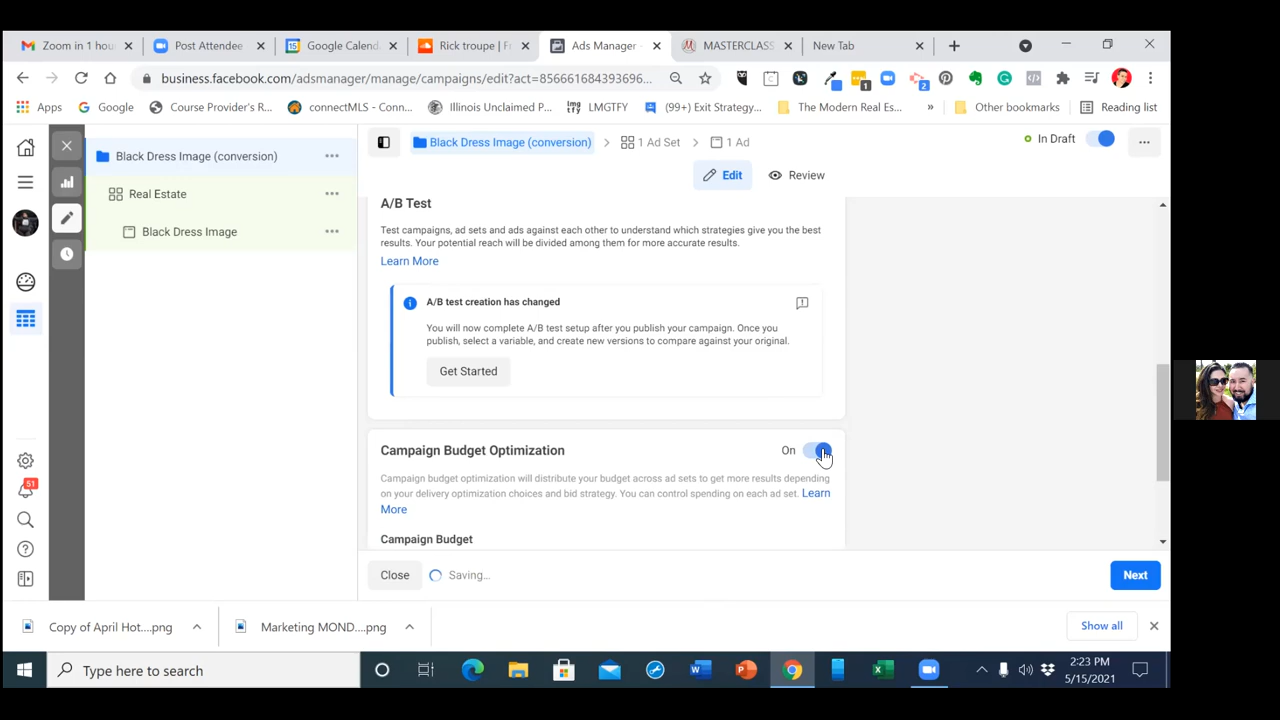 Zoom in 1 hou
Post Attendee
Google Calend
Rick troupe | F
Ads Manager
MASTERCLASS
New Tab
business.facebook.com/adsmanager/manage/campaigns/edit?act=856661684393696...
1
2
Apps
Google
Course Provider's R...
connectMLS - Conn...
Illinois Unclaimed P...
LMGTFY
(99+) Exit Strategy...
The Modern Real Es...
»
Other bookmarks
Reading list
Black Dress Image (conversion)
Real Estate
Black Dress Image
Black Dress Image (conversion) > 1 Ad Set > 1 Ad
In Draft
Edit
Review
A/B Test
Test campaigns, ad sets and ads against each other to understand which strategies give you the best
results. Your potential reach will be divided among them for more accurate results.
Learn More
A/B test creation has changed
You will now complete A/B test setup after you publish your campaign. Once you
publish, select a variable, and create new versions to compare against your original.
Get Started
Campaign Budget Optimization
On
Campaign budget optimization will distribute your budget across ad sets to get more results depending
on your delivery optimization choices and bid strategy. You can control spending on each ad set. Learn
More
Campaign Budget
51
Close
Saving...
Next
Copy of April Hot....png
Marketing MOND....png
Show all
Type here to search
2:23 PM
5/15/2021